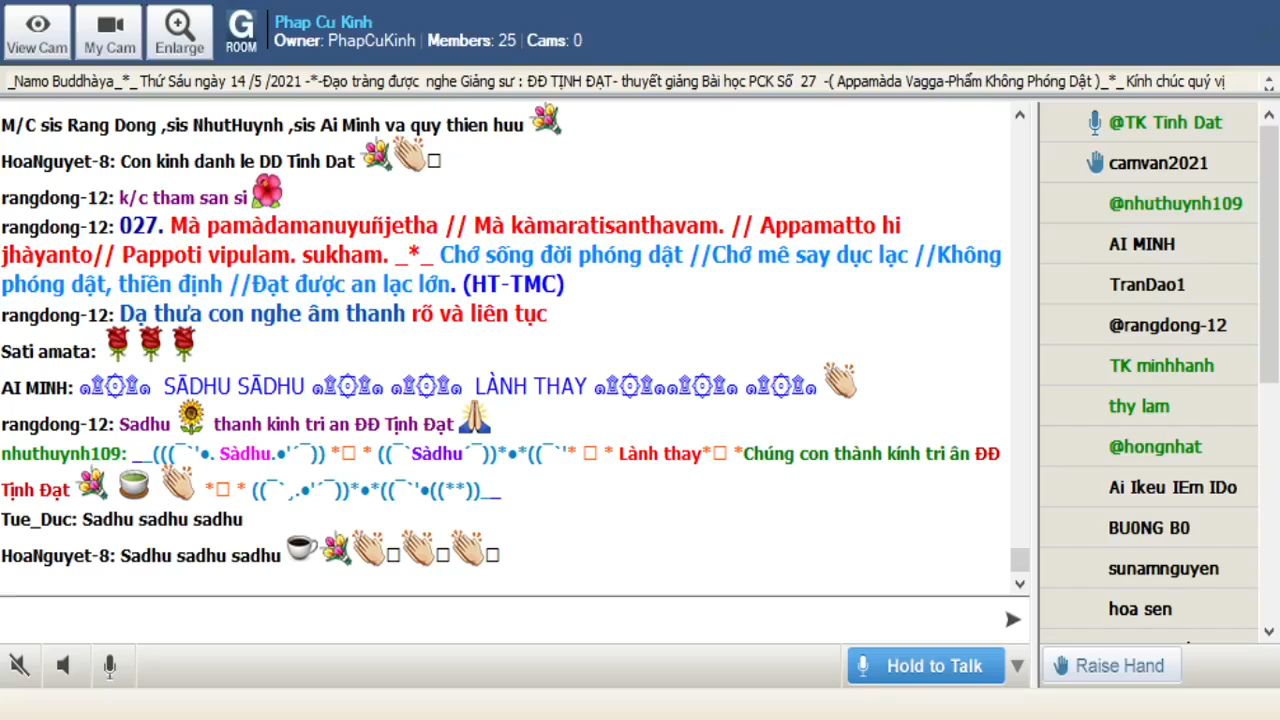 View Cam
My Cam
Enlarge
G
ROOM
Phap Cu Kinh
Owner: PhapCuKinh | Members: 25 | Cams: 0
_Namo Buddhàya_*_ Thứ Sáu ngày 14 /5 /2021 -*-Đạo tràng được nghe Giảng sư : ĐĐ TỊNH ĐẠT- thuyết giảng Bài học PCK Số 27 -( Appamàda Vagga-Phẩm Không Phóng Dật )_*_ Kính chúc quý vị
M/C sis Rang Dong ,sis NhutHuynh ,sis Ai Minh va quy thien huu
HoaNguyet-8: Con kinh danh le DD Tinh Dat
rangdong-12: k/c tham san si
rangdong-12: 027. Mà pamàdamanuyuñjetha // Mà kàmaratisanthavam. // Appamatto hi
jhàyanto// Pappoti vipulam. sukham. _*_ Chớ sống đời phóng dật //Chớ mê say dục lạc //Không
phóng dật, thiền định //Đạt được an lạc lớn. (HT-TMC)
rangdong-12: Dạ thưa con nghe âm thanh rõ và liên tục
Sati amata:
AI MINH: SĀDHU SĀDHU LÀNH THAY
rangdong-12: Sadhu thanh kinh tri an ĐĐ Tịnh Đạt
nhuthuynh109: __(((¯`'•. Sàdhu.•'´¯)) *
* ((¯`Sàdhu´¯))*•*((¯`'* * Lành thay* *Chúng con thành kính tri ân ĐĐ
Tịnh Đạt * * ((¯`¸.•'´¯))*•*((¯`'•((**))__
Tue_Duc: Sadhu sadhu sadhu
HoaNguyet-8: Sadhu sadhu sadhu
Hold to Talk
@TK Tinh Dat
camvan2021
@nhuthuynh109
AI MINH
TranDao1
@rangdong-12
TK minhhanh
thy lam
@hongnhat
Ai Ikeu IEm IDo
BU0NG B0
sunamnguyen
hoa sen
Raise Hand